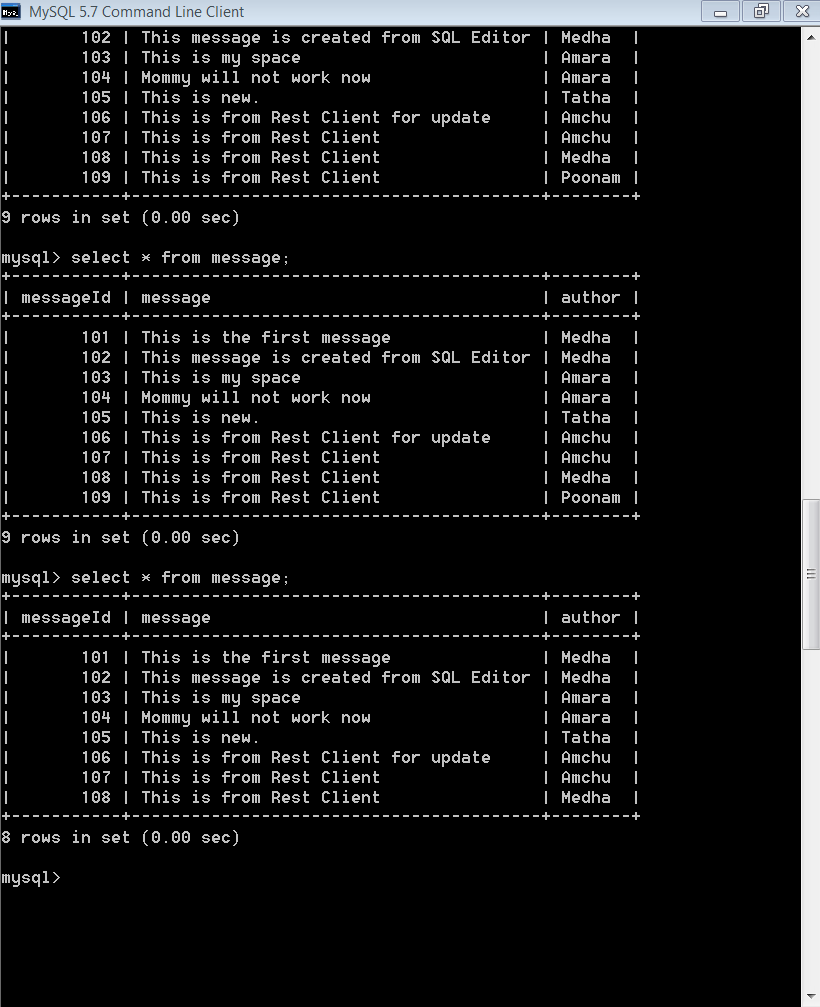 MySQL 5.7 Command Line Client
|       102 | This message is created from SQL Editor | Medha  |
|       103 | This is my space                        | Amara  |
|       104 | Mommy will not work now                 | Amara  |
|       105 | This is new.                            | Tatha  |
|       106 | This is from Rest Client for update     | Amchu  |
|       107 | This is from Rest Client                | Amchu  |
|       108 | This is from Rest Client                | Medha  |
|       109 | This is from Rest Client                | Poonam |
+-----------+-----------------------------------------+--------+
9 rows in set (0.00 sec)
mysql> select * from message;
+-----------+-----------------------------------------+--------+
| messageId | message                                 | author |
+-----------+-----------------------------------------+--------+
|       101 | This is the first message               | Medha  |
|       102 | This message is created from SQL Editor | Medha  |
|       103 | This is my space                        | Amara  |
|       104 | Mommy will not work now                 | Amara  |
|       105 | This is new.                            | Tatha  |
|       106 | This is from Rest Client for update     | Amchu  |
|       107 | This is from Rest Client                | Amchu  |
|       108 | This is from Rest Client                | Medha  |
|       109 | This is from Rest Client                | Poonam |
+-----------+-----------------------------------------+--------+
9 rows in set (0.00 sec)
mysql> select * from message;
+-----------+-----------------------------------------+--------+
| messageId | message                                 | author |
+-----------+-----------------------------------------+--------+
|       101 | This is the first message               | Medha  |
|       102 | This message is created from SQL Editor | Medha  |
|       103 | This is my space                        | Amara  |
|       104 | Mommy will not work now                 | Amara  |
|       105 | This is new.                            | Tatha  |
|       106 | This is from Rest Client for update     | Amchu  |
|       107 | This is from Rest Client                | Amchu  |
|       108 | This is from Rest Client                | Medha  |
+-----------+-----------------------------------------+--------+
8 rows in set (0.00 sec)
mysql>